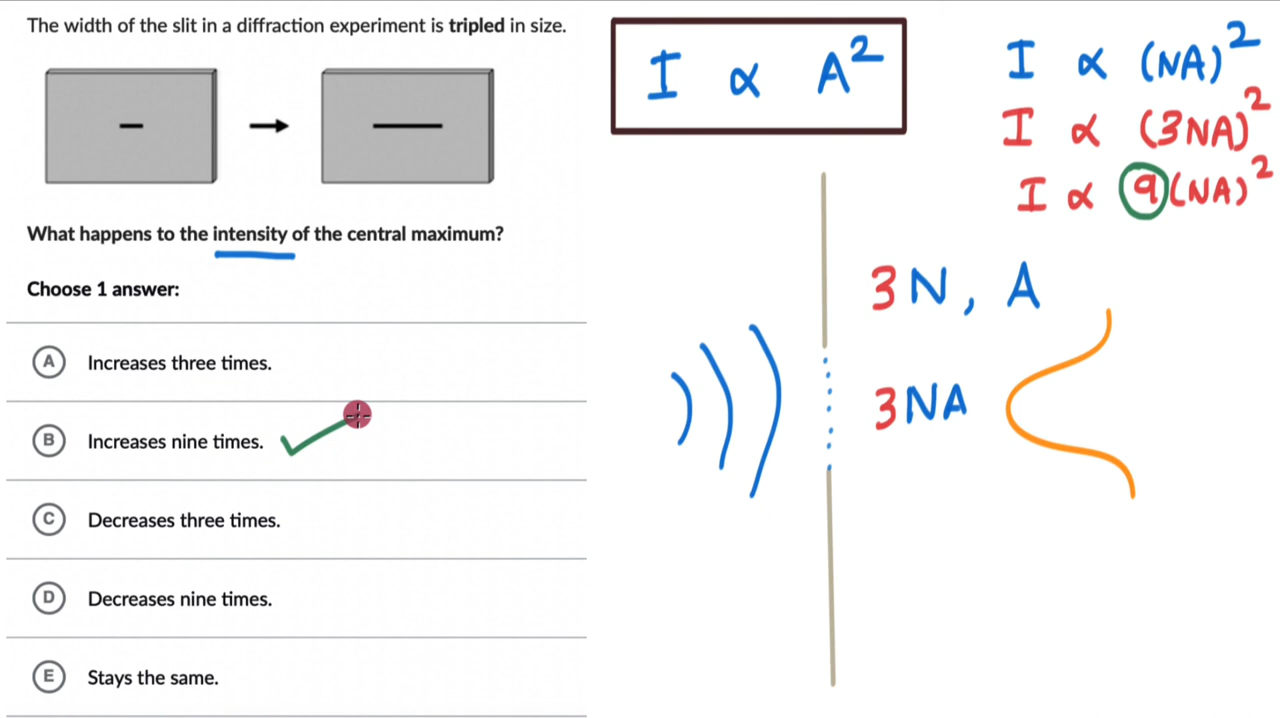 The width of the slit in a diffraction experiment is tripled in size.
What happens to the intensity of the central maximum?
Choose 1 answer:
A Increases three times.
B Increases nine times.
C Decreases three times.
D Decreases nine times.
E Stays the same.
I ∝ A²
I ∝ (NA)²
I ∝ (3NA)²
I ∝ 9(NA)²
3N, A
3NA